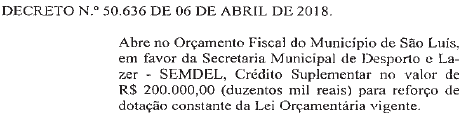 DECRETO N.º 50.636 DE 06 DE ABRIL DE 2018.
Abre no Orçamento Fiscal do Município de São Luís,
em favor da Secretaria Municipal de Desporto e La-
zer - SEMDEL, Crédito Suplementar no valor de
R$ 200.000,00 (duzentos mil reais) para reforço de
dotação constante da Lei Orçamentária vigente.